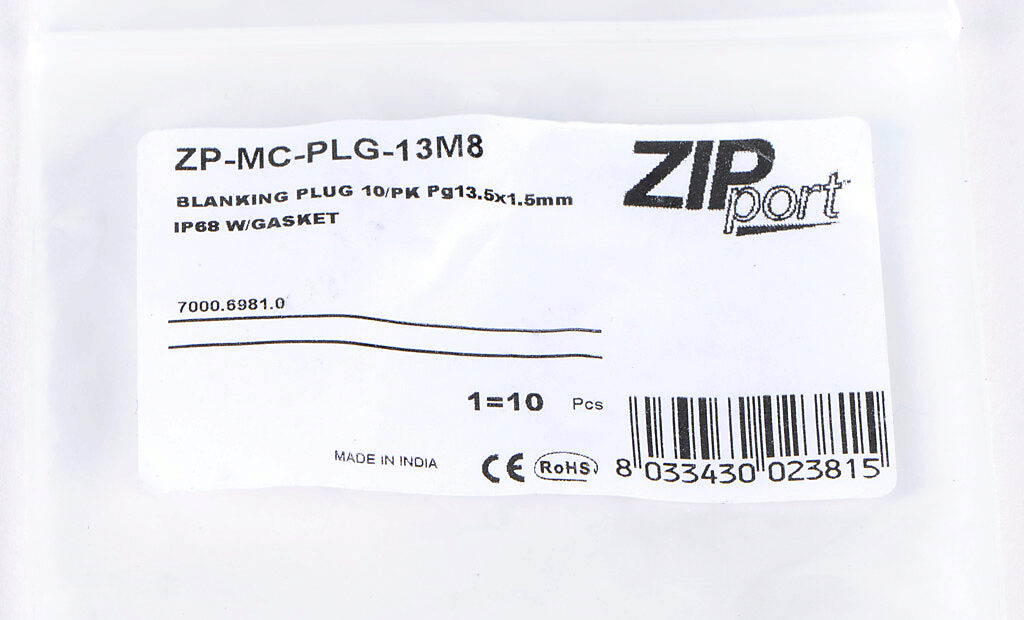 ZP-MC-PLG-13M8
BLANKING PLUG 10/PK Pg13.5x1.5mm
IP68 W/GASKET
ZIP
port™
7000.6981.0
1=10 Pcs
MADE IN INDIA
CE
RoHS
8 033430 023815